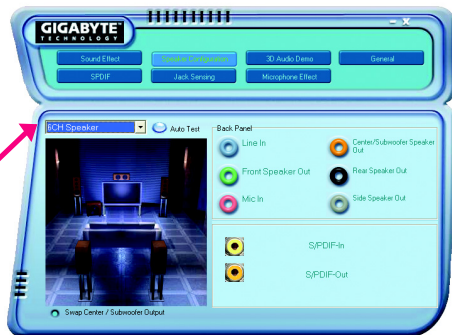 GIGABYTE™
TECHNOLOGY
Sound Effect
Speaker Configuration
3D Audio Demo
General
SPDIF
Jack Sensing
Microphone Effect
6CH Speaker
Auto Test
Back Panel
Line In
Center/Subwoofer Speaker
Out
Front Speaker Out
Rear Speaker Out
Mic In
Side Speaker Out
S/PDIF-In
S/PDIF-Out
Swap Center / Subwoofer Output